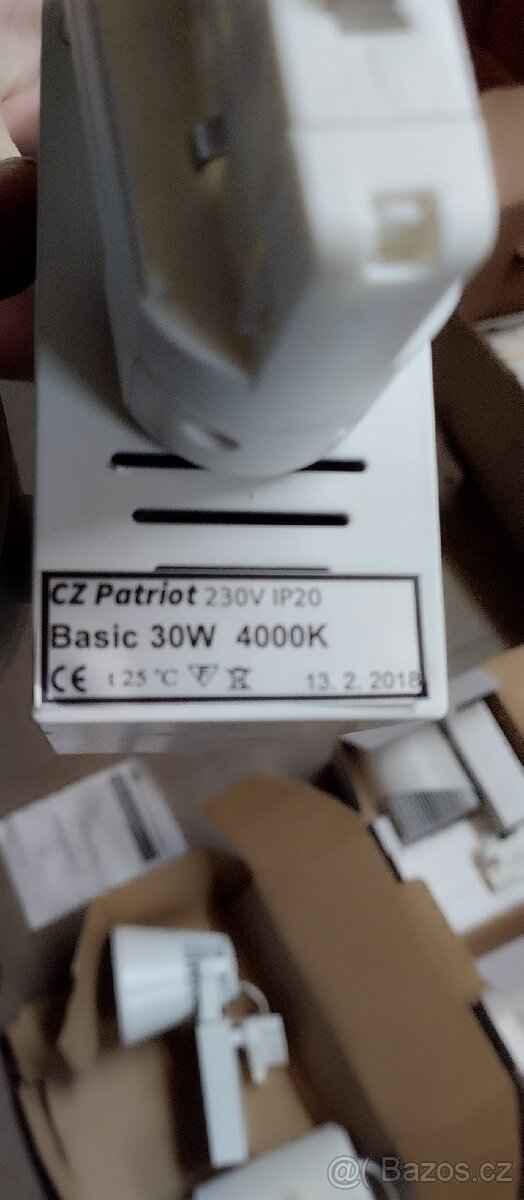 CZ Patriot 230V IP20
Basic 30W 4000K
CE t 25 °C F 13. 2. 2018
@( Bazos.cz